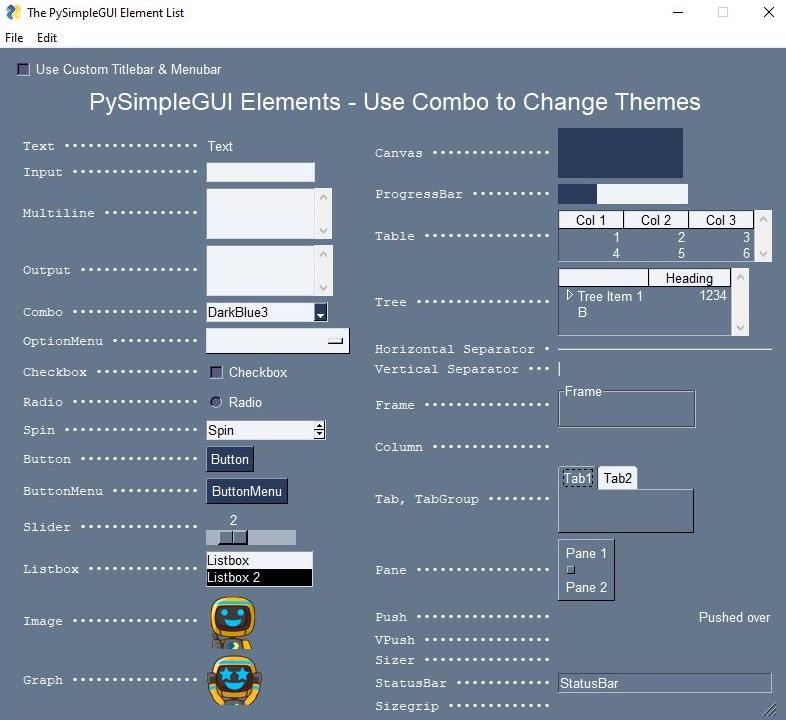 The PySimpleGUI Element List
File Edit
Use Custom Titlebar & Menubar
PySimpleGUI Elements - Use Combo to Change Themes
Text ················· Text
Input ················
Multiline ············
Output ···············
Combo ················ DarkBlue3
OptionMenu ···········
Checkbox ············· Checkbox
Radio ················ Radio
Spin ················· Spin
Button ··············· Button
ButtonMenu ··········· ButtonMenu
Slider ··············· 2
Listbox ·············· Listbox
Listbox 2
Image ················
Graph ················
Canvas ···············
ProgressBar ··········
Table ················ Col 1 Col 2 Col 3
1 2 3
4 5 6
Tree ················· Heading
Tree Item 1 1234
B
Horizontal Separator ·
Vertical Separator ···
Frame ················ Frame
Column ···············
Tab, TabGroup ········ Tab1 Tab2
Pane ················· Pane 1
Pane 2
Push ················· Pushed over
VPush ················
Sizer ················
StatusBar ············ StatusBar
Sizegrip ·············